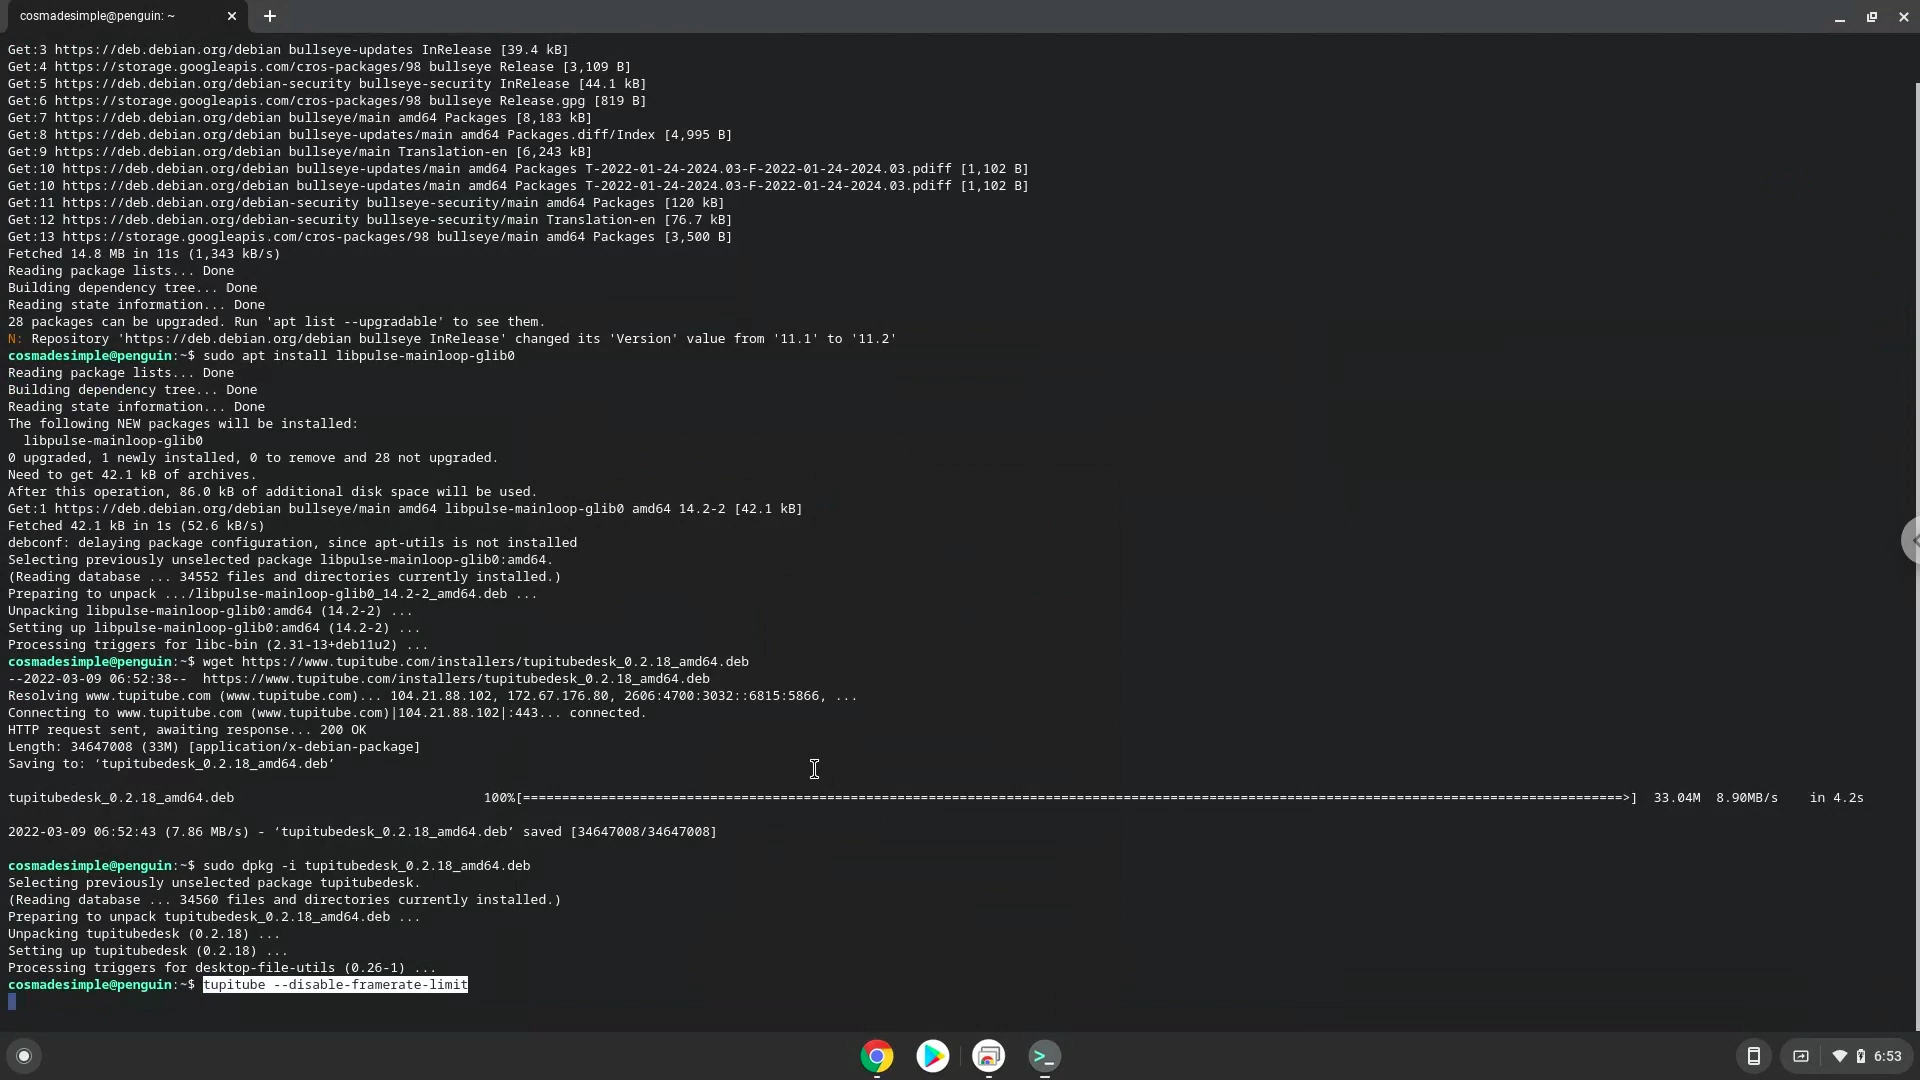 cosmadesimple@penguin: ~
Get:3 https://deb.debian.org/debian bullseye-updates InRelease [39.4 kB]
Get:4 https://storage.googleapis.com/cros-packages/98 bullseye Release [3,109 B]
Get:5 https://deb.debian.org/debian-security bullseye-security InRelease [44.1 kB]
Get:6 https://storage.googleapis.com/cros-packages/98 bullseye Release.gpg [819 B]
Get:7 https://deb.debian.org/debian bullseye/main amd64 Packages [8,183 kB]
Get:8 https://deb.debian.org/debian bullseye-updates/main amd64 Packages.diff/Index [4,995 B]
Get:9 https://deb.debian.org/debian bullseye/main Translation-en [6,243 kB]
Get:10 https://deb.debian.org/debian bullseye-updates/main amd64 Packages T-2022-01-24-2024.03-F-2022-01-24-2024.03.pdiff [1,102 B]
Get:10 https://deb.debian.org/debian bullseye-updates/main amd64 Packages T-2022-01-24-2024.03-F-2022-01-24-2024.03.pdiff [1,102 B]
Get:11 https://deb.debian.org/debian-security bullseye-security/main amd64 Packages [120 kB]
Get:12 https://deb.debian.org/debian-security bullseye-security/main Translation-en [76.7 kB]
Get:13 https://storage.googleapis.com/cros-packages/98 bullseye/main amd64 Packages [3,500 B]
Fetched 14.8 MB in 11s (1,343 kB/s)
Reading package lists... Done
Building dependency tree... Done
Reading state information... Done
28 packages can be upgraded. Run 'apt list --upgradable' to see them.
N: Repository 'https://deb.debian.org/debian bullseye InRelease' changed its 'Version' value from '11.1' to '11.2'
cosmadesimple@penguin:~$ sudo apt install libpulse-mainloop-glib0
Reading package lists... Done
Building dependency tree... Done
Reading state information... Done
The following NEW packages will be installed:
  libpulse-mainloop-glib0
0 upgraded, 1 newly installed, 0 to remove and 28 not upgraded.
Need to get 42.1 kB of archives.
After this operation, 86.0 kB of additional disk space will be used.
Get:1 https://deb.debian.org/debian bullseye/main amd64 libpulse-mainloop-glib0 amd64 14.2-2 [42.1 kB]
Fetched 42.1 kB in 1s (52.6 kB/s)
debconf: delaying package configuration, since apt-utils is not installed
Selecting previously unselected package libpulse-mainloop-glib0:amd64.
(Reading database ... 34552 files and directories currently installed.)
Preparing to unpack .../libpulse-mainloop-glib0_14.2-2_amd64.deb ...
Unpacking libpulse-mainloop-glib0:amd64 (14.2-2) ...
Setting up libpulse-mainloop-glib0:amd64 (14.2-2) ...
Processing triggers for libc-bin (2.31-13+deb11u2) ...
cosmadesimple@penguin:~$ wget https://www.tupitube.com/installers/tupitubedesk_0.2.18_amd64.deb
--2022-03-09 06:52:38--  https://www.tupitube.com/installers/tupitubedesk_0.2.18_amd64.deb
Resolving www.tupitube.com (www.tupitube.com)... 104.21.88.102, 172.67.176.80, 2606:4700:3032::6815:5866, ...
Connecting to www.tupitube.com (www.tupitube.com)|104.21.88.102|:443... connected.
HTTP request sent, awaiting response... 200 OK
Length: 34647008 (33M) [application/x-debian-package]
Saving to: ‘tupitubedesk_0.2.18_amd64.deb’
tupitubedesk_0.2.18_amd64.deb 100%[=============================================================================================================================================>] 33.04M 8.90MB/s in 4.2s
2022-03-09 06:52:43 (7.86 MB/s) - ‘tupitubedesk_0.2.18_amd64.deb’ saved [34647008/34647008]
cosmadesimple@penguin:~$ sudo dpkg -i tupitubedesk_0.2.18_amd64.deb
Selecting previously unselected package tupitubedesk.
(Reading database ... 34560 files and directories currently installed.)
Preparing to unpack tupitubedesk_0.2.18_amd64.deb ...
Unpacking tupitubedesk (0.2.18) ...
Setting up tupitubedesk (0.2.18) ...
Processing triggers for desktop-file-utils (0.26-1) ...
cosmadesimple@penguin:~$ tupitube --disable-framerate-limit
6:53